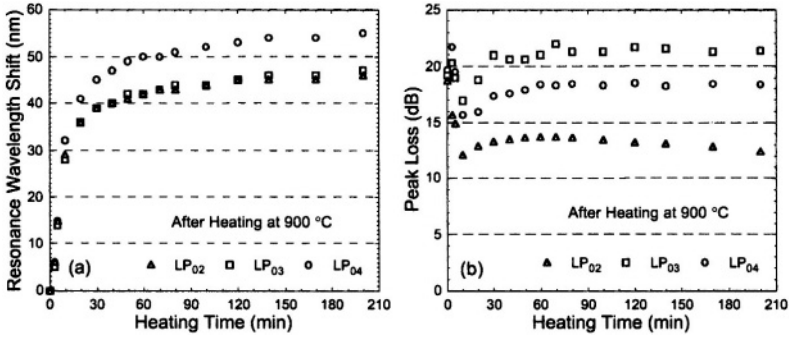 Resonance Wavelength Shift (nm)
60
50
40
30
20
10
0
After Heating at 900 °C
(a)
LP02
LP03
LP04
0 30 60 90 120 150 180 210
Heating Time (min)
Peak Loss (dB)
25
20
15
10
5
0
After Heating at 900 °C
(b)
LP02
LP03
LP04
0 30 60 90 120 150 180 210
Heating Time (min)